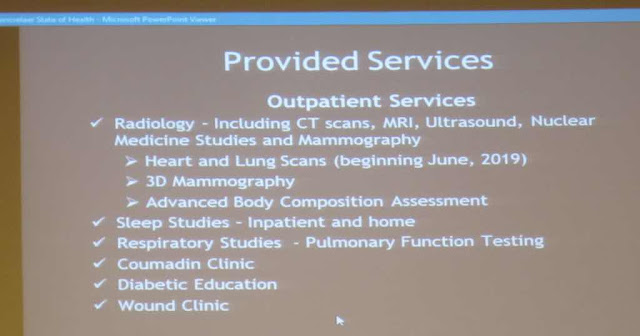 State of Health - Microsoft PowerPoint Viewer
Provided Services
Outpatient Services
✓ Radiology - Including CT scans, MRI, Ultrasound, Nuclear
Medicine Studies and Mammography
➢ Heart and Lung Scans (beginning June, 2019)
➢ 3D Mammography
➢ Advanced Body Composition Assessment
✓ Sleep Studies - Inpatient and home
✓ Respiratory Studies - Pulmonary Function Testing
✓ Coumadin Clinic
✓ Diabetic Education
✓ Wound Clinic